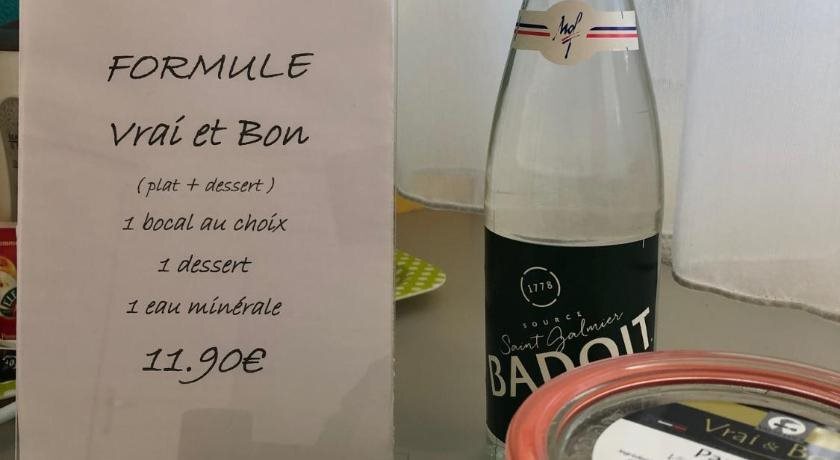 FORMULE
Vrai et Bon
(plat + dessert)
1 bocal au choix
1 dessert
1 eau minérale
11.90€
1778
SOURCE
Saint Galmier
BADOIT
Vrai & B